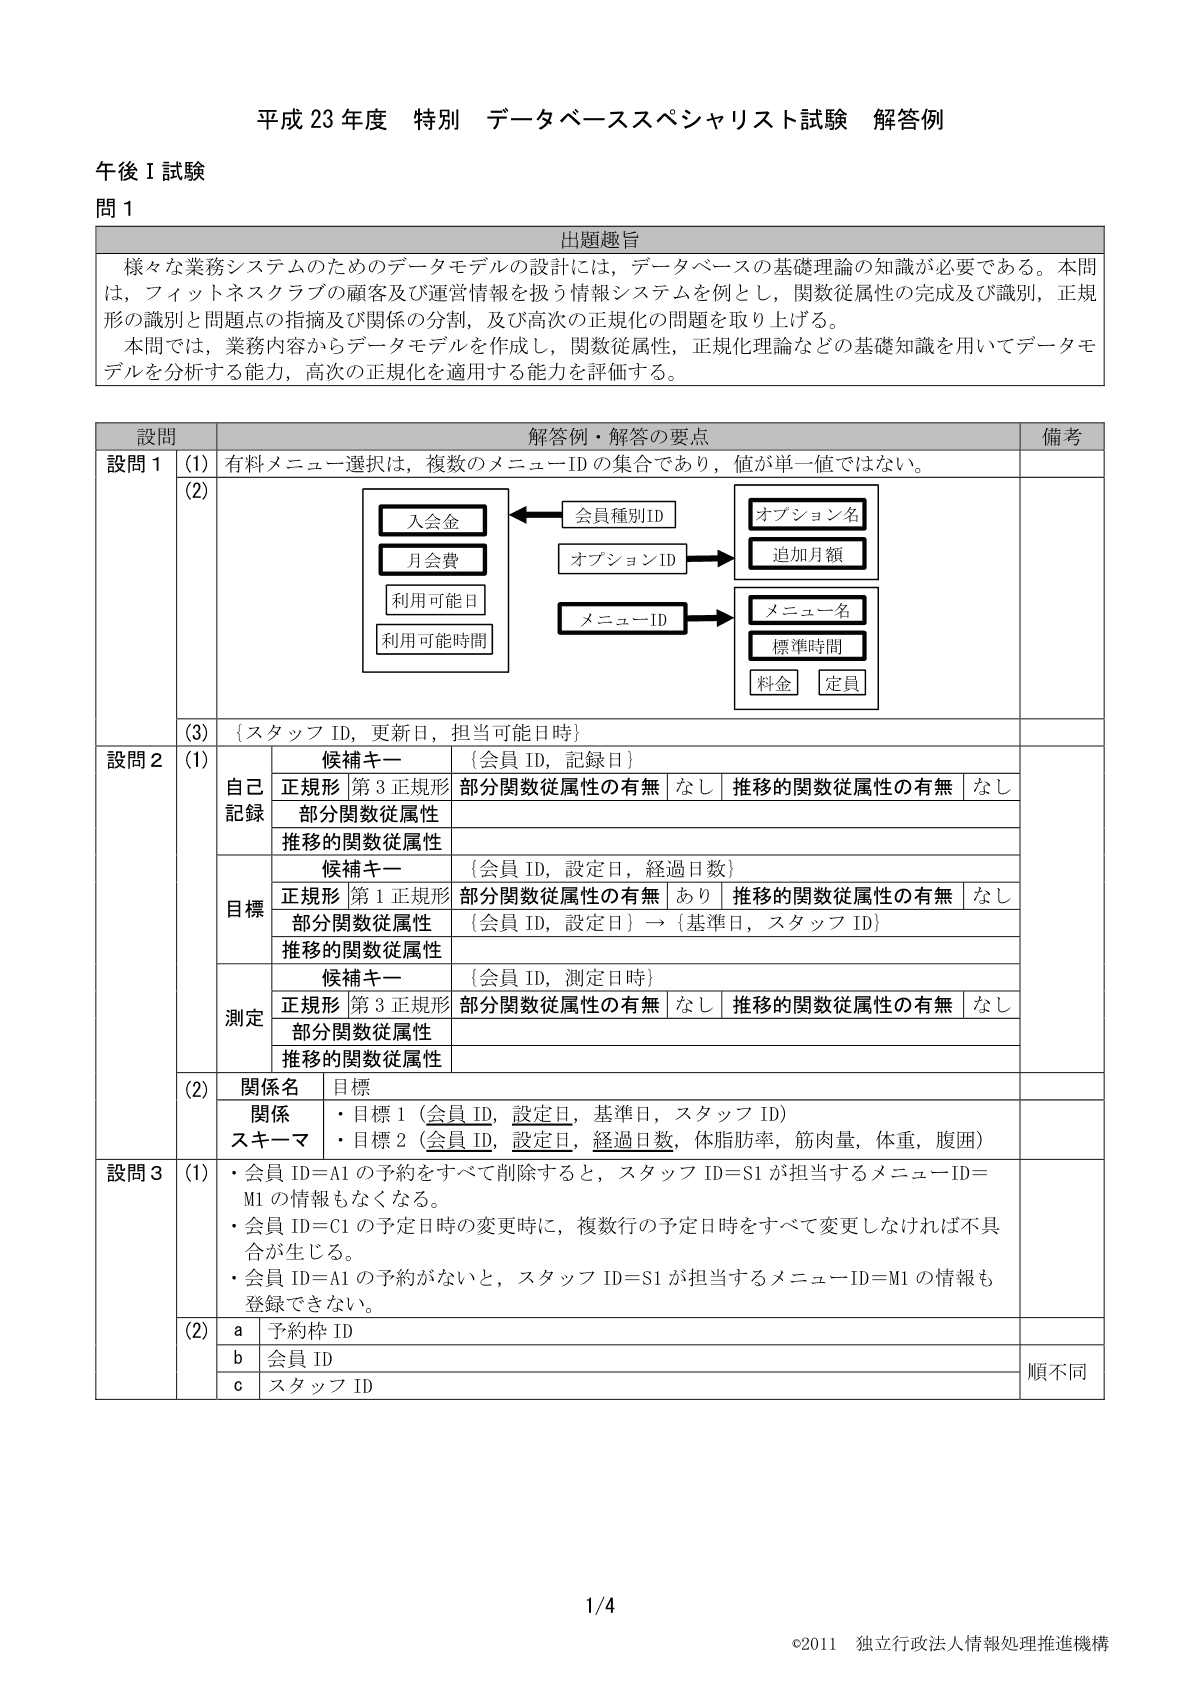 平成 23 年度　特別　データベーススペシャリスト試験　解答例
午後Ⅰ試験
問 1
出題趣旨
様々な業務システムのためのデータモデルの設計には，データベースの基礎理論の知識が必要である。本問
は，フィットネスクラブの顧客及び運営情報を扱う情報システムを例とし，関数従属性の完成及び識別，正規
形の識別と問題点の指摘及び関係の分割，及び高次の正規化の問題を取り上げる。
本問では，業務内容からデータモデルを作成し，関数従属性，正規化理論などの基礎知識を用いてデータモ
デルを分析する能力，高次の正規化を適用する能力を評価する。
設問 解答例・解答の要点 備考
設問 1 (1) 有料メニュー選択は，複数のメニューID の集合であり，値が単一値ではない。
(2)
入会金
月会費
利用可能日
利用可能時間
会員種別ID
オプションID
メニューID
オプション名
追加月額
メニュー名
標準時間
料金 定員
(3) {スタッフ ID，更新日，担当可能日時}
設問 2 (1)
自己
記録
候補キー {会員 ID，記録日}
正規形 第 3 正規形 部分関数従属性の有無 なし 推移的関数従属性の有無 なし
部分関数従属性
推移的関数従属性
目標
候補キー {会員 ID，設定日，経過日数}
正規形 第 1 正規形 部分関数従属性の有無 あり 推移的関数従属性の有無 なし
部分関数従属性 {会員 ID，設定日} → {基準日，スタッフ ID}
推移的関数従属性
測定
候補キー {会員 ID，測定日時}
正規形 第 3 正規形 部分関数従属性の有無 なし 推移的関数従属性の有無 なし
部分関数従属性
推移的関数従属性
(2) 関係名 目標
関係
スキーマ
・目標 1（会員 ID，設定日，基準日，スタッフ ID）
・目標 2（会員 ID，設定日，経過日数，体脂肪率，筋肉量，体重，腹囲）
設問 3 (1) ・会員 ID＝A1 の予約をすべて削除すると，スタッフ ID＝S1 が担当するメニューID＝
M1 の情報もなくなる。
・会員 ID＝C1 の予定日時の変更時に，複数行の予定日時をすべて変更しなければ不具
合が生じる。
・会員 ID＝A1 の予約がないと，スタッフ ID＝S1 が担当するメニューID＝M1 の情報も
登録できない。
(2) a 予約枠 ID
b 会員 ID
c スタッフ ID
順不同
1/4
©2011　独立行政法人情報処理推進機構